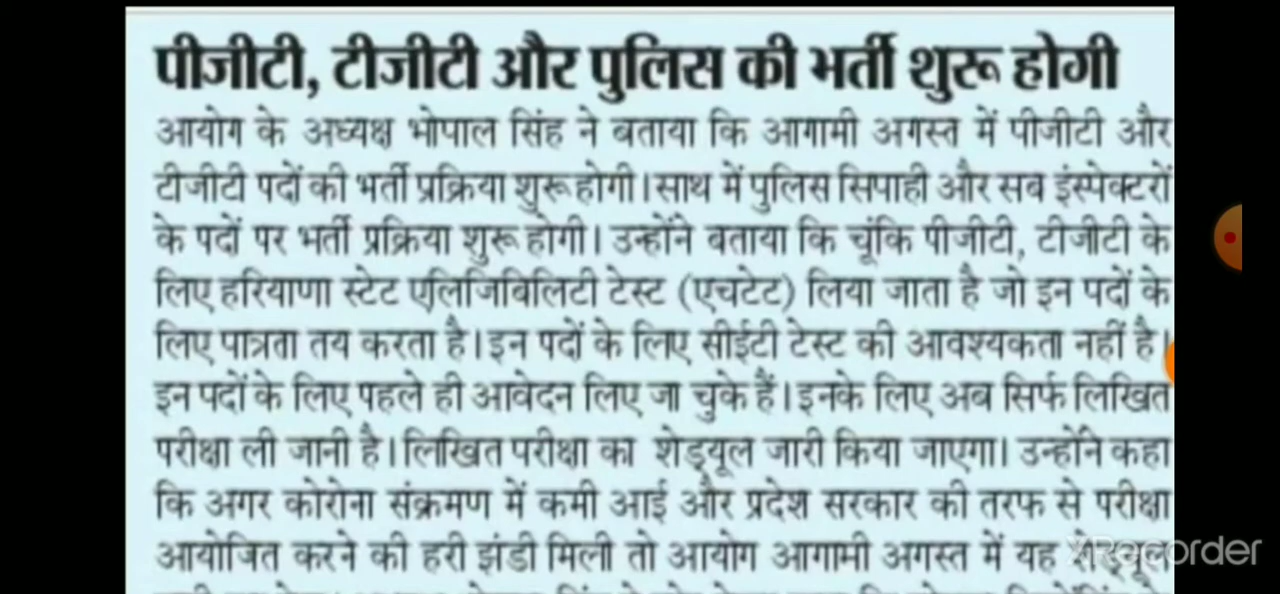 पीजीटी, टीजीटी और पुलिस की भर्ती शुरू होगी
आयोग के अध्यक्ष भोपाल सिंह ने बताया कि आगामी अगस्त में पीजीटी और
टीजीटी पदों की भर्ती प्रक्रिया शुरू होगी। साथ में पुलिस सिपाही और सब इंस्पेक्टरों
के पदों पर भर्ती प्रक्रिया शुरू होगी। उन्होंने बताया कि चूंकि पीजीटी, टीजीटी के
लिए हरियाणा स्टेट एलिजिबिलिटी टेस्ट (एचटेट) लिया जाता है जो इन पदों के
लिए पात्रता तय करता है। इन पदों के लिए सीईटी टेस्ट की आवश्यकता नहीं है।
इन पदों के लिए पहले ही आवेदन लिए जा चुके हैं। इनके लिए अब सिर्फ लिखित
परीक्षा ली जानी है। लिखित परीक्षा का शेड्यूल जारी किया जाएगा। उन्होंने कहा
कि अगर कोरोना संक्रमण में कमी आई और प्रदेश सरकार की तरफ से परीक्षा
आयोजित करने की हरी झंडी मिली तो आयोग आगामी अगस्त में यह शेड्यूल
XRecorder